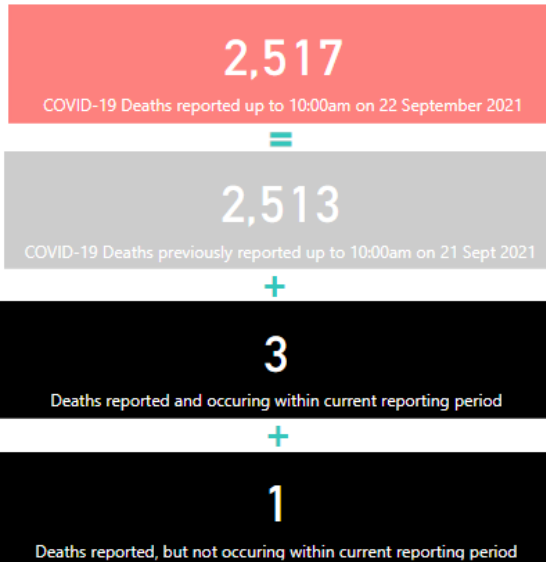 2,517
COVID-19 Deaths reported up to 10:00am on 22 September 2021
=
2,513
COVID-19 Deaths previously reported up to 10:00am on 21 Sept 2021
+
3
Deaths reported and occuring within current reporting period
+
1
Deaths reported, but not occuring within current reporting period